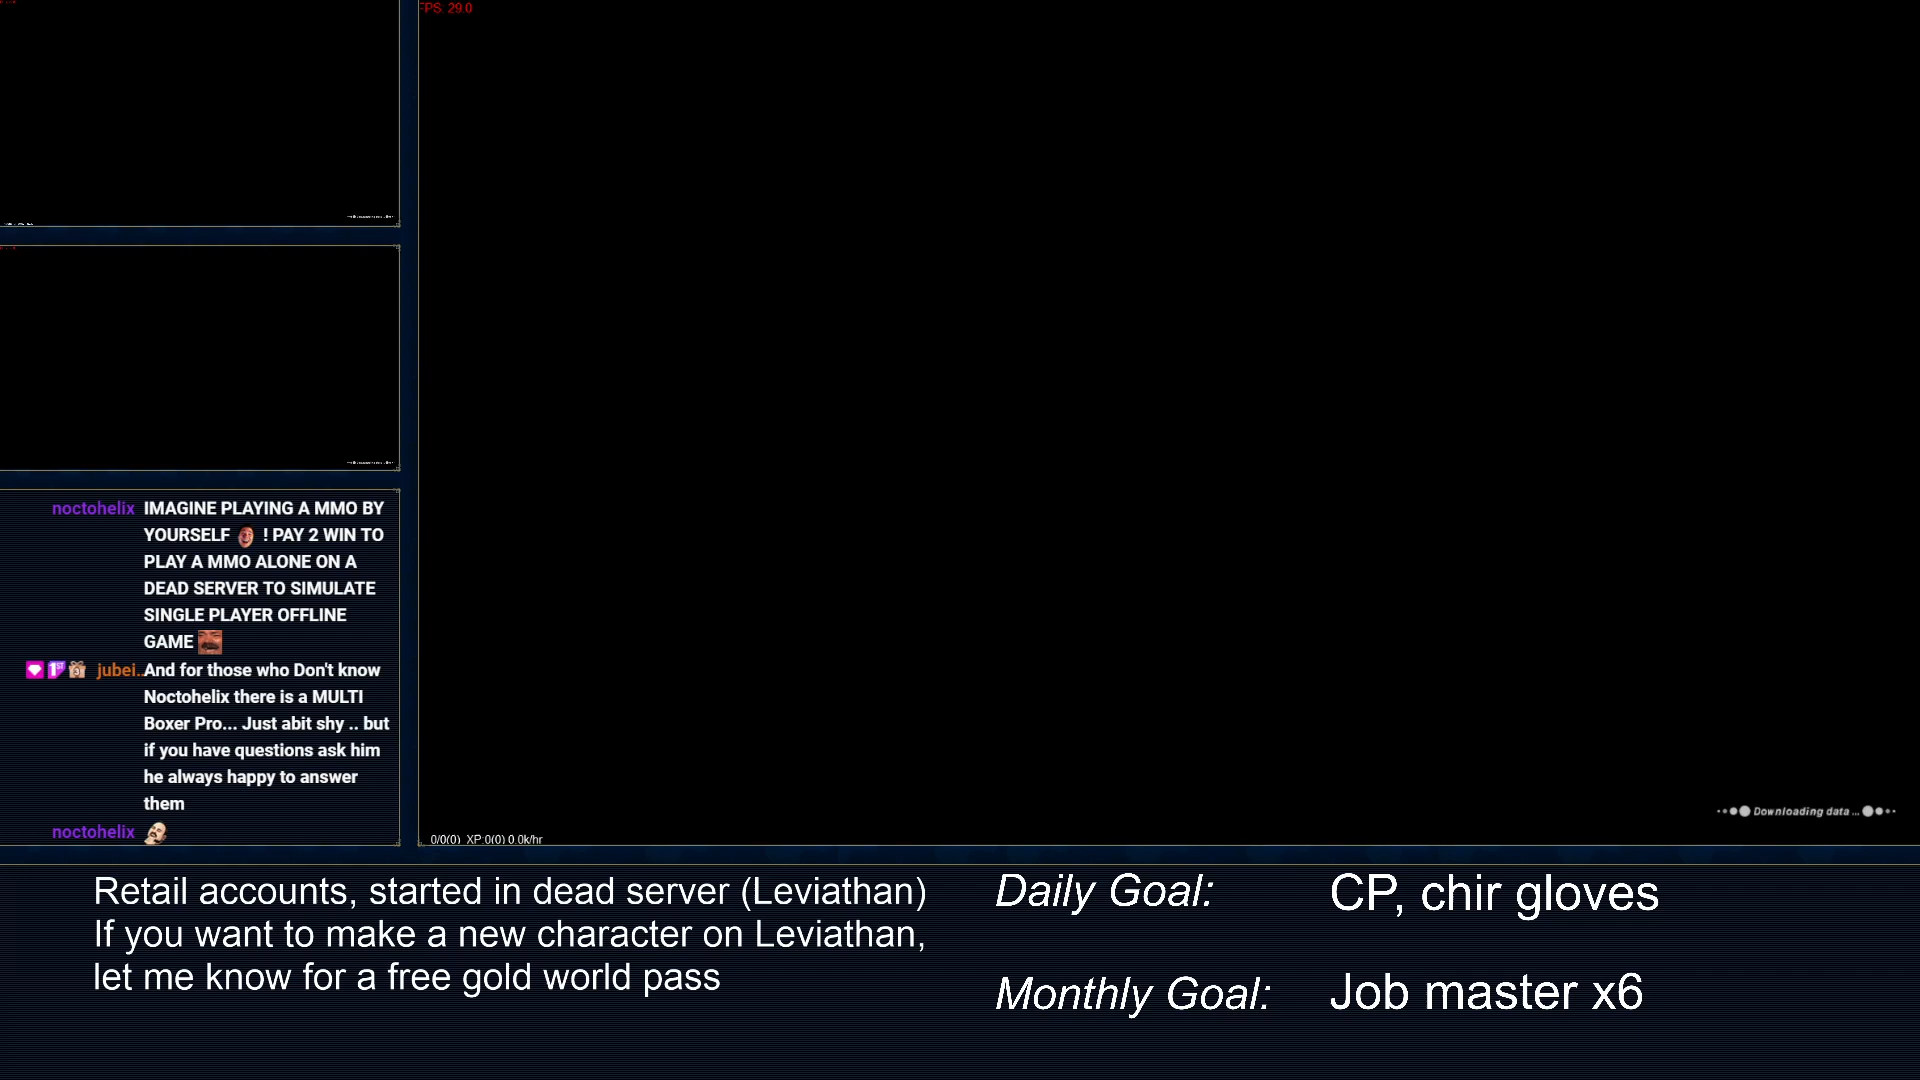 FPS: 29.0
noctohelix IMAGINE PLAYING A MMO BY
YOURSELF ! PAY 2 WIN TO
PLAY A MMO ALONE ON A
DEAD SERVER TO SIMULATE
SINGLE PLAYER OFFLINE
GAME
jubei.. And for those who Don't know
Noctohelix there is a MULTI
Boxer Pro... Just abit shy .. but
if you have questions ask him
he always happy to answer
them
noctohelix
Downloading data ...
0/0(0) XP:0(0) 0.0k/hr
Retail accounts, started in dead server (Leviathan)
If you want to make a new character on Leviathan,
let me know for a free gold world pass
Daily Goal: CP, chir gloves
Monthly Goal: Job master x6